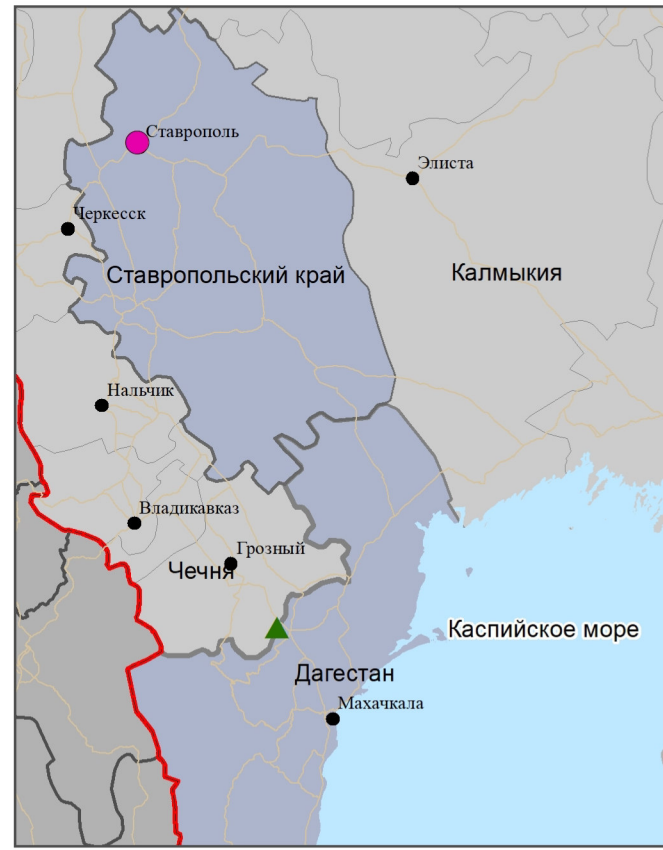 Ставрополь
Элиста
Черкесск
Ставропольский край
Калмыкия
Нальчик
Владикавказ
Грозный
Чечня
Каспийское море
Дагестан
Махачкала